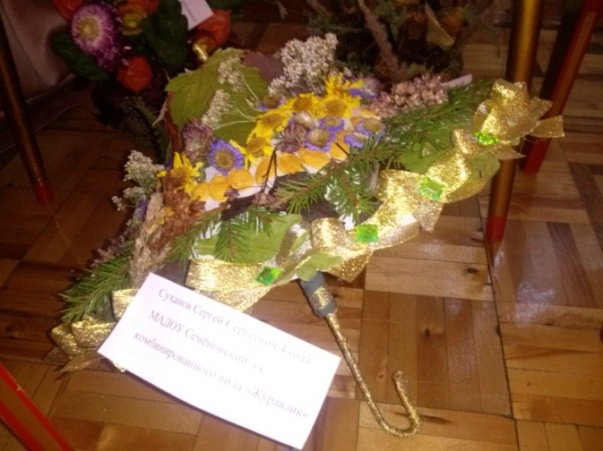 Суханов Сергей Сергеевич 4 года
МАДОУ Семёновский д/с
комбинированного вида «Журавлик»